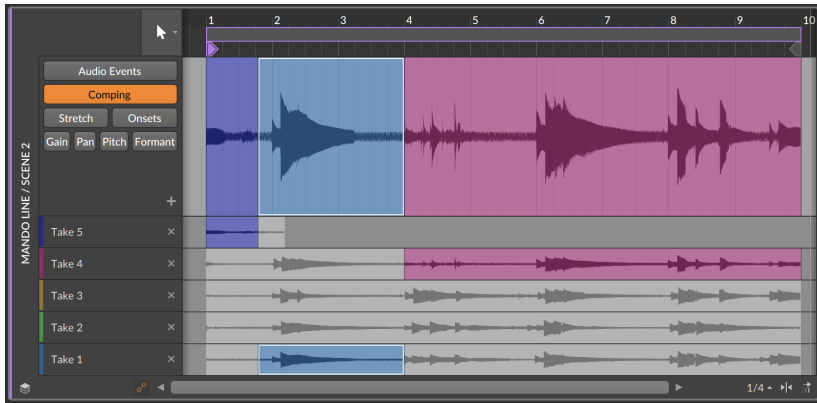 1 2 3 4 5 6 7 8 9 10
MANDO LINE / SCENE 2
Audio Events
Comping
Stretch Onsets
Gain Pan Pitch Formant
+
Take 5 ×
Take 4 ×
Take 3 ×
Take 2 ×
Take 1 ×
1/4